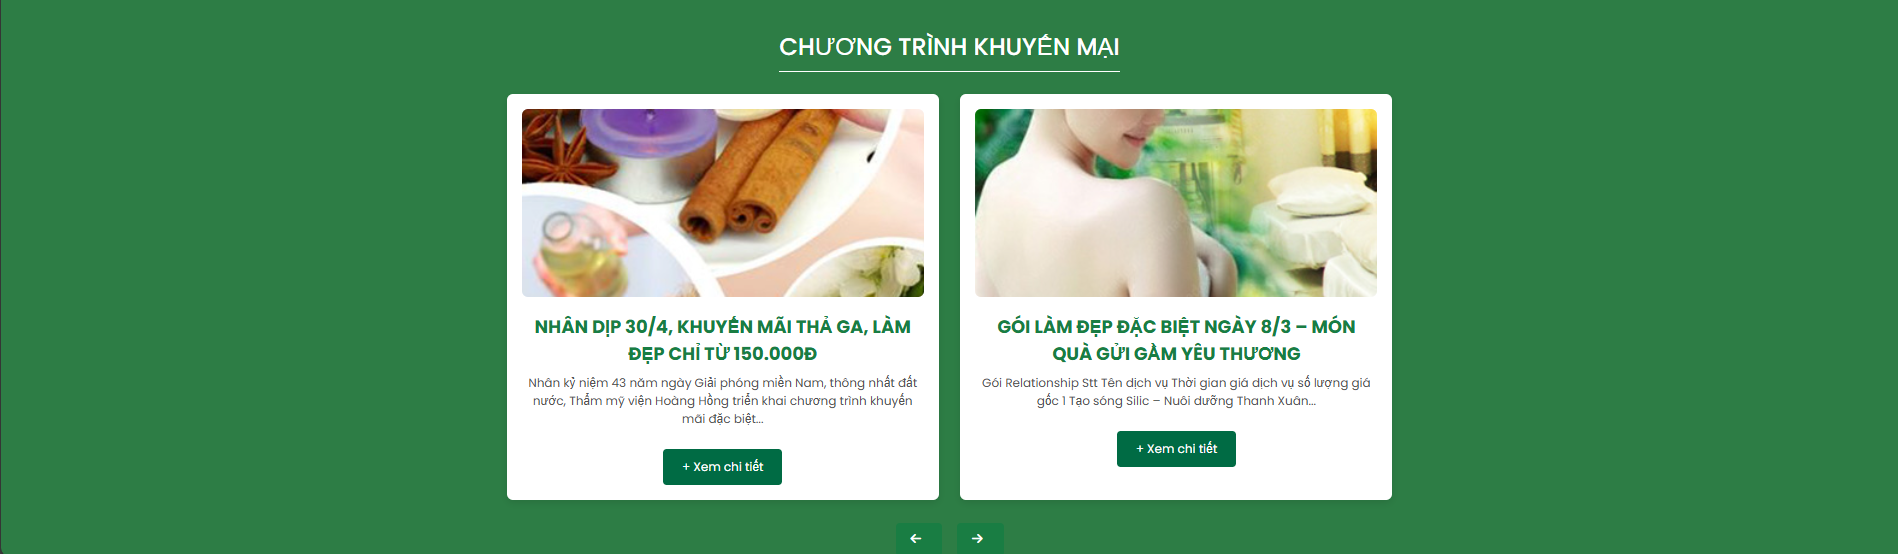 CHƯƠNG TRÌNH KHUYẾN MẠI
NHÂN DỊP 30/4, KHUYẾN MÃI THẢ GA, LÀM
ĐẸP CHỈ TỪ 150.000Đ
Nhân kỷ niệm 43 năm ngày Giải phóng miền Nam, thông nhất đất
nước, Thẩm mỹ viện Hoàng Hồng triển khai chương trình khuyến
mãi đặc biệt...
+ Xem chi tiết
GÓI LÀM ĐẸP ĐẶC BIỆT NGÀY 8/3 – MÓN
QUÀ GỬI GẮM YÊU THƯƠNG
Gói Relationship Stt Tên dịch vụ Thời gian giá dịch vụ số lượng giá
gốc 1 Tạo sóng Silic – Nuôi dưỡng Thanh Xuân...
+ Xem chi tiết